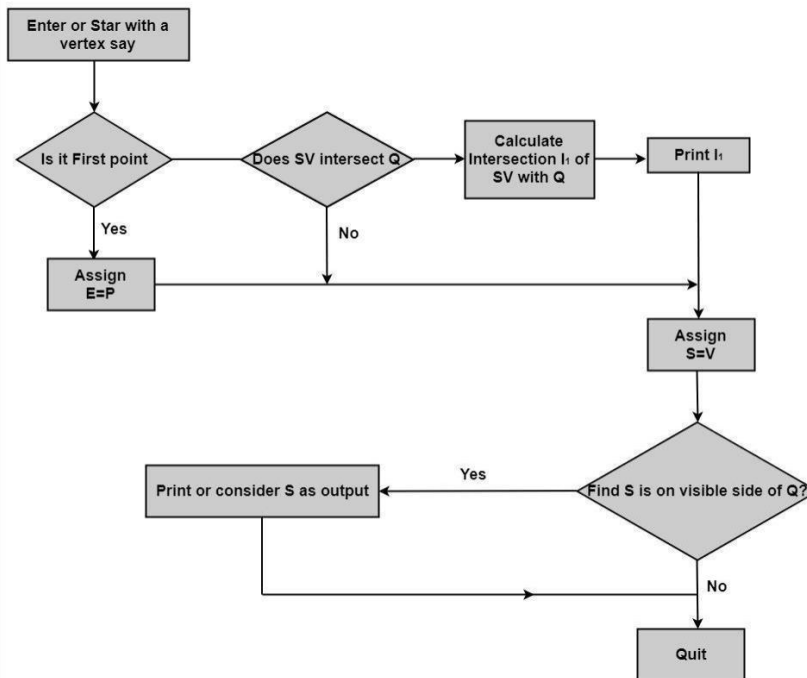 Enter or Star with a
vertex say
Is it First point
Does SV intersect Q
Calculate
Intersection I₁ of
SV with Q
Print I₁
Yes
No
Assign
E=P
Assign
S=V
Yes
Print or consider S as output
Find S is on visible side of Q?
No
Quit